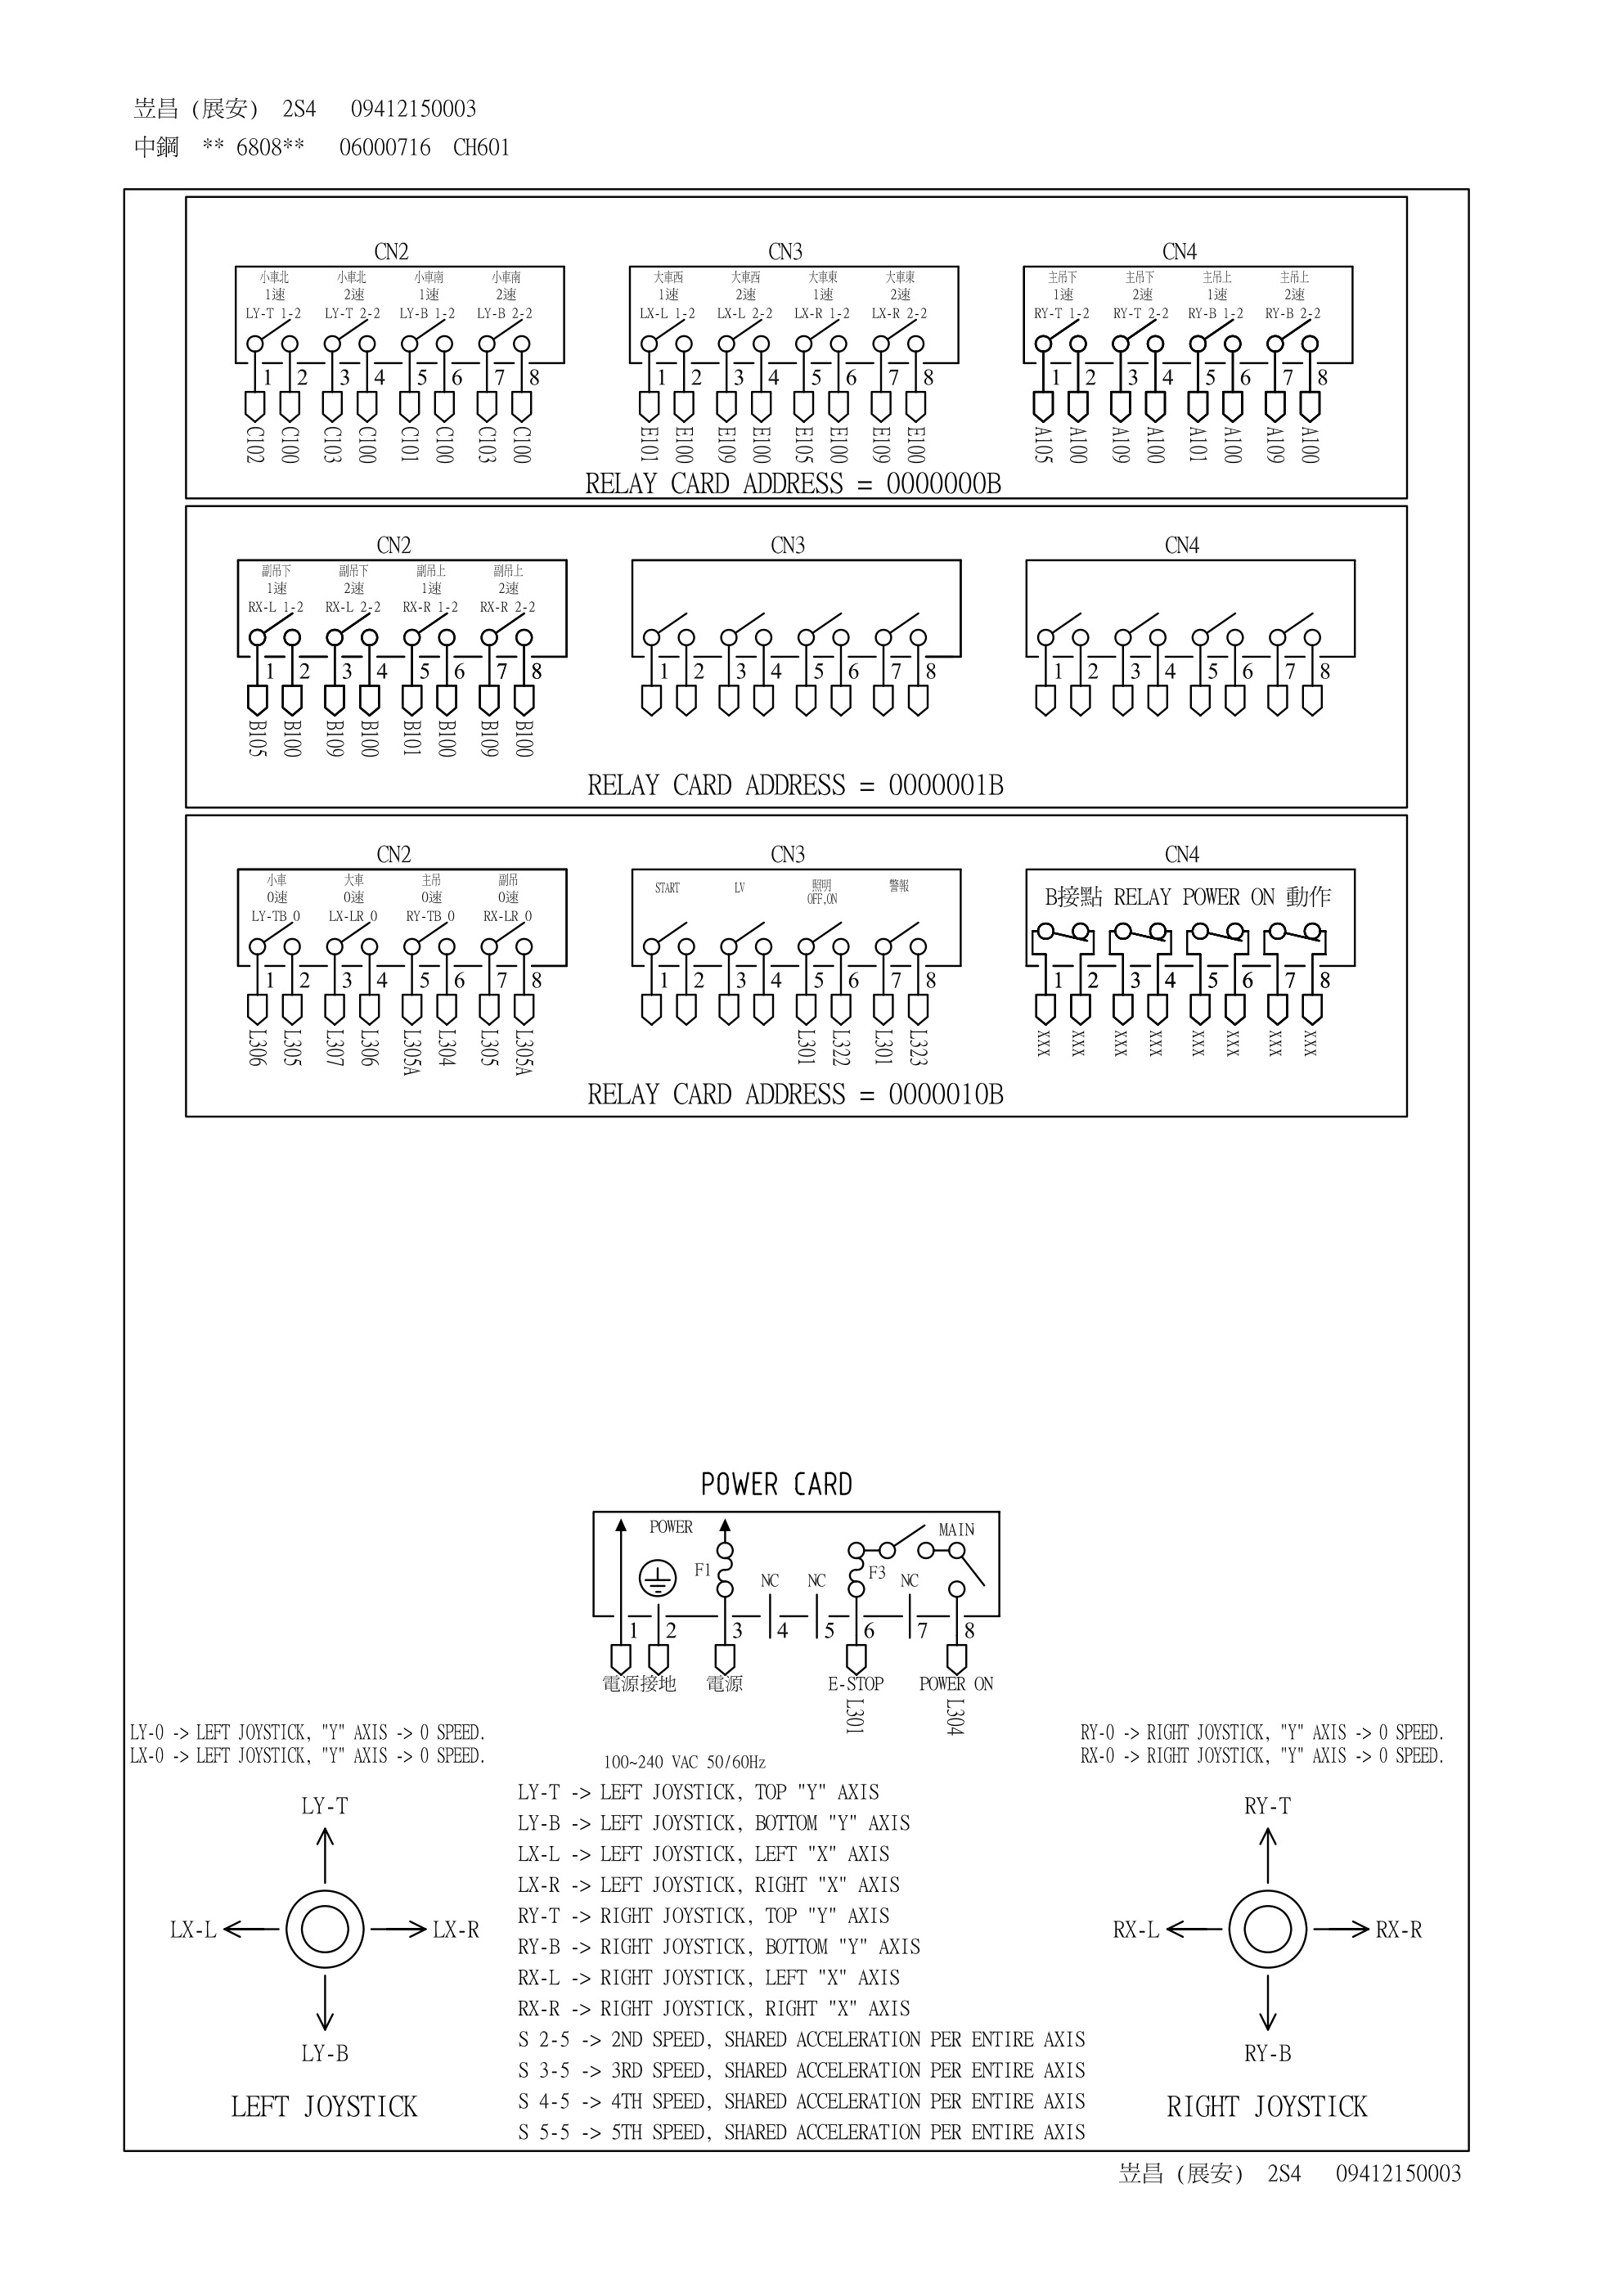 岦昌 (展安) 2S4 09412150003
中鋼 ** 6808** 06000716 CH601
CN2 CN3 CN4
小車北 小車北 小車南 小車南 大車西 大車西 大車東 大車東 主吊下 主吊下 主吊上 主吊上
1速 2速 1速 2速 1速 2速 1速 2速 1速 2速 1速 2速
LY-T 1-2 LY-T 2-2 LY-B 1-2 LY-B 2-2 LX-L 1-2 LX-L 2-2 LX-R 1-2 LX-R 2-2 RY-T 1-2 RY-T 2-2 RY-B 1-2 RY-B 2-2
1 2 3 4 5 6 7 8 1 2 3 4 5 6 7 8 1 2 3 4 5 6 7 8
C102 C100 C103 C100 C101 C100 C103 C100 E101 E100 E109 E100 E105 E100 E109 E100 A105 A100 A109 A100 A101 A100 A109 A100
RELAY CARD ADDRESS = 0000000B
CN2 CN3 CN4
副吊下 副吊下 副吊上 副吊上
1速 2速 1速 2速
RX-L 1-2 RX-L 2-2 RX-R 1-2 RX-R 2-2
1 2 3 4 5 6 7 8 1 2 3 4 5 6 7 8 1 2 3 4 5 6 7 8
B105 B100 B109 B100 B101 B100 B109 B100
RELAY CARD ADDRESS = 0000001B
CN2 CN3 CN4
小車 大車 主吊 副吊 START LV 照明 警報
0速 0速 0速 0速 OFF,ON B接點 RELAY POWER ON 動作
LY-TB 0 LX-LR 0 RY-TB 0 RX-LR 0
1 2 3 4 5 6 7 8 1 2 3 4 5 6 7 8 1 2 3 4 5 6 7 8
L306 L305 L307 L306 L305A L304 L305 L305A L301 L322 L301 L323 XXX XXX XXX XXX XXX XXX XXX XXX
RELAY CARD ADDRESS = 0000010B
POWER CARD
POWER MAIN
F1 NC NC F3 NC
1 2 3 4 5 6 7 8
電源接地 電源 E-STOP POWER ON
L301 L304
LY-0 -> LEFT JOYSTICK, "Y" AXIS -> 0 SPEED.
LX-0 -> LEFT JOYSTICK, "Y" AXIS -> 0 SPEED.
RY-0 -> RIGHT JOYSTICK, "Y" AXIS -> 0 SPEED.
RX-0 -> RIGHT JOYSTICK, "Y" AXIS -> 0 SPEED.
100~240 VAC 50/60Hz
LY-T -> LEFT JOYSTICK, TOP "Y" AXIS
LY-B -> LEFT JOYSTICK, BOTTOM "Y" AXIS
LX-L -> LEFT JOYSTICK, LEFT "X" AXIS
LX-R -> LEFT JOYSTICK, RIGHT "X" AXIS
RY-T -> RIGHT JOYSTICK, TOP "Y" AXIS
RY-B -> RIGHT JOYSTICK, BOTTOM "Y" AXIS
RX-L -> RIGHT JOYSTICK, LEFT "X" AXIS
RX-R -> RIGHT JOYSTICK, RIGHT "X" AXIS
S 2-5 -> 2ND SPEED, SHARED ACCELERATION PER ENTIRE AXIS
S 3-5 -> 3RD SPEED, SHARED ACCELERATION PER ENTIRE AXIS
S 4-5 -> 4TH SPEED, SHARED ACCELERATION PER ENTIRE AXIS
S 5-5 -> 5TH SPEED, SHARED ACCELERATION PER ENTIRE AXIS
LY-T
LX-L LX-R
LY-B
LEFT JOYSTICK
RY-T
RX-L RX-R
RY-B
RIGHT JOYSTICK
岦昌 (展安) 2S4 09412150003